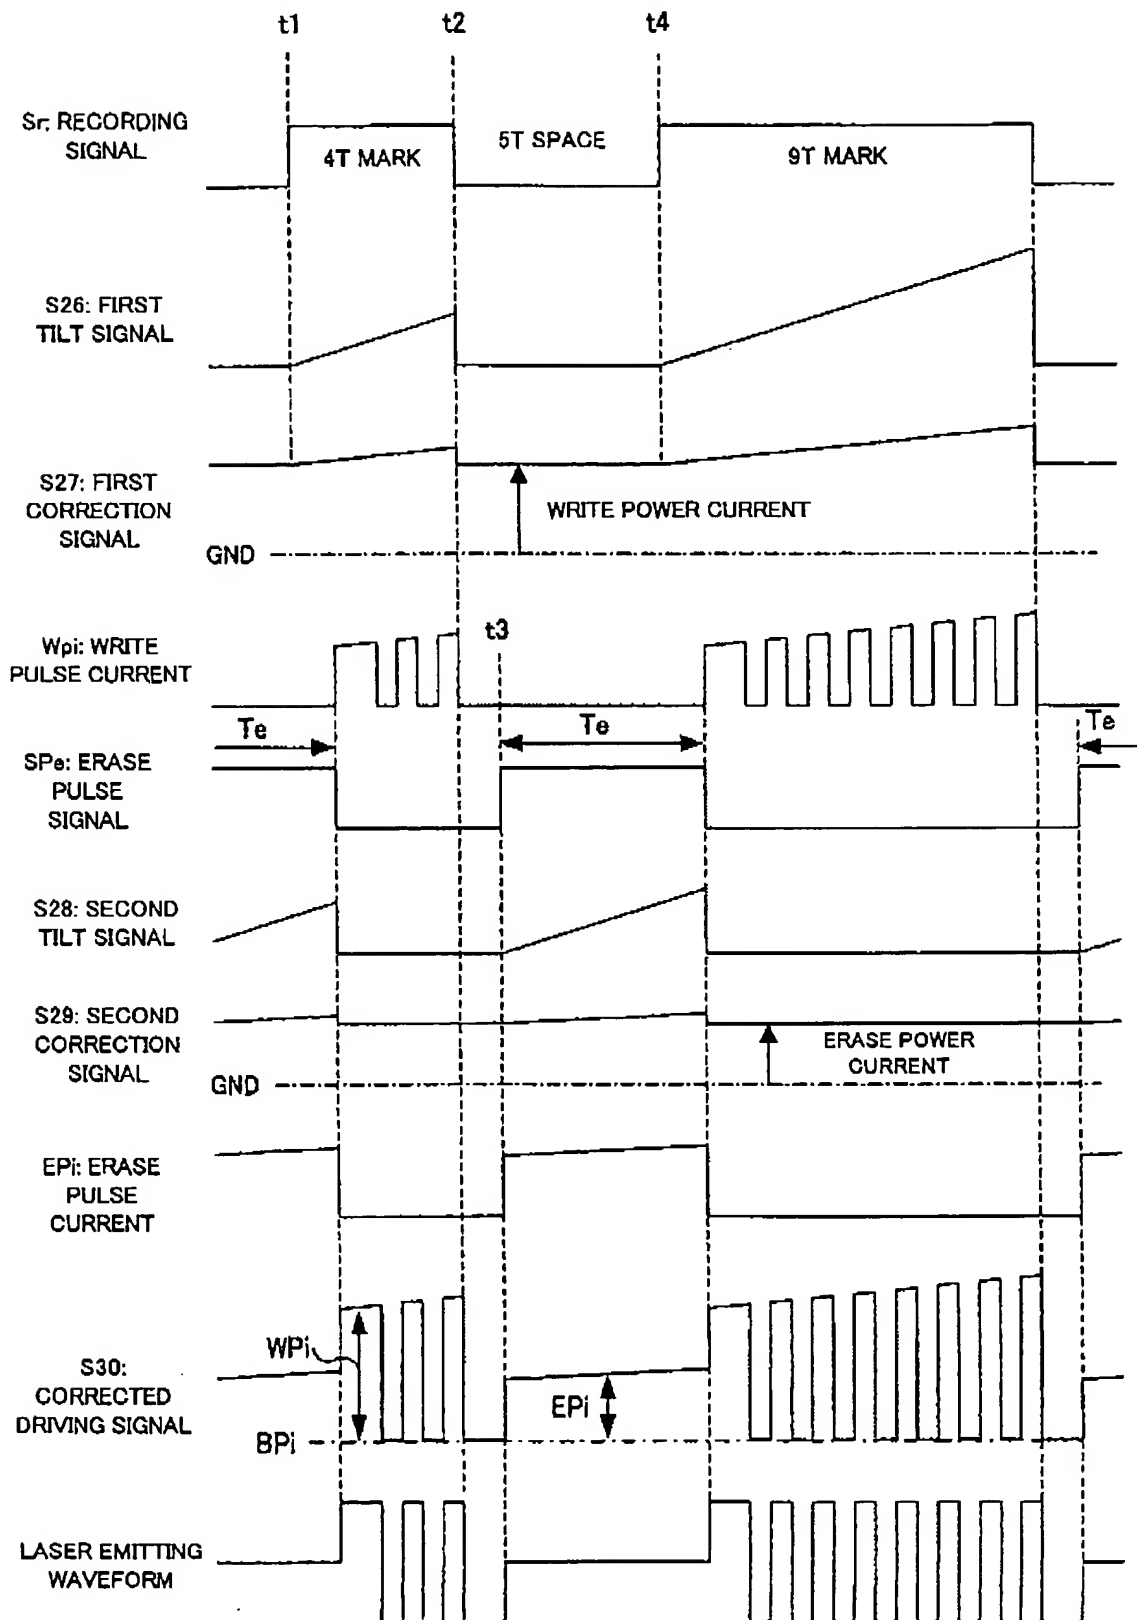 t1
t2
t4
Sr: RECORDING
SIGNAL
4T MARK
5T SPACE
9T MARK
S26: FIRST
TILT SIGNAL
S27: FIRST
CORRECTION
SIGNAL
WRITE POWER CURRENT
GND
Wpi: WRITE
PULSE CURRENT
t3
Te
Te
Te
SPe: ERASE
PULSE
SIGNAL
S28: SECOND
TILT SIGNAL
S29: SECOND
CORRECTION
SIGNAL
ERASE POWER
CURRENT
GND
EPi: ERASE
PULSE
CURRENT
WPi
S30:
CORRECTED
DRIVING SIGNAL
EPi
BPi
LASER EMITTING
WAVEFORM